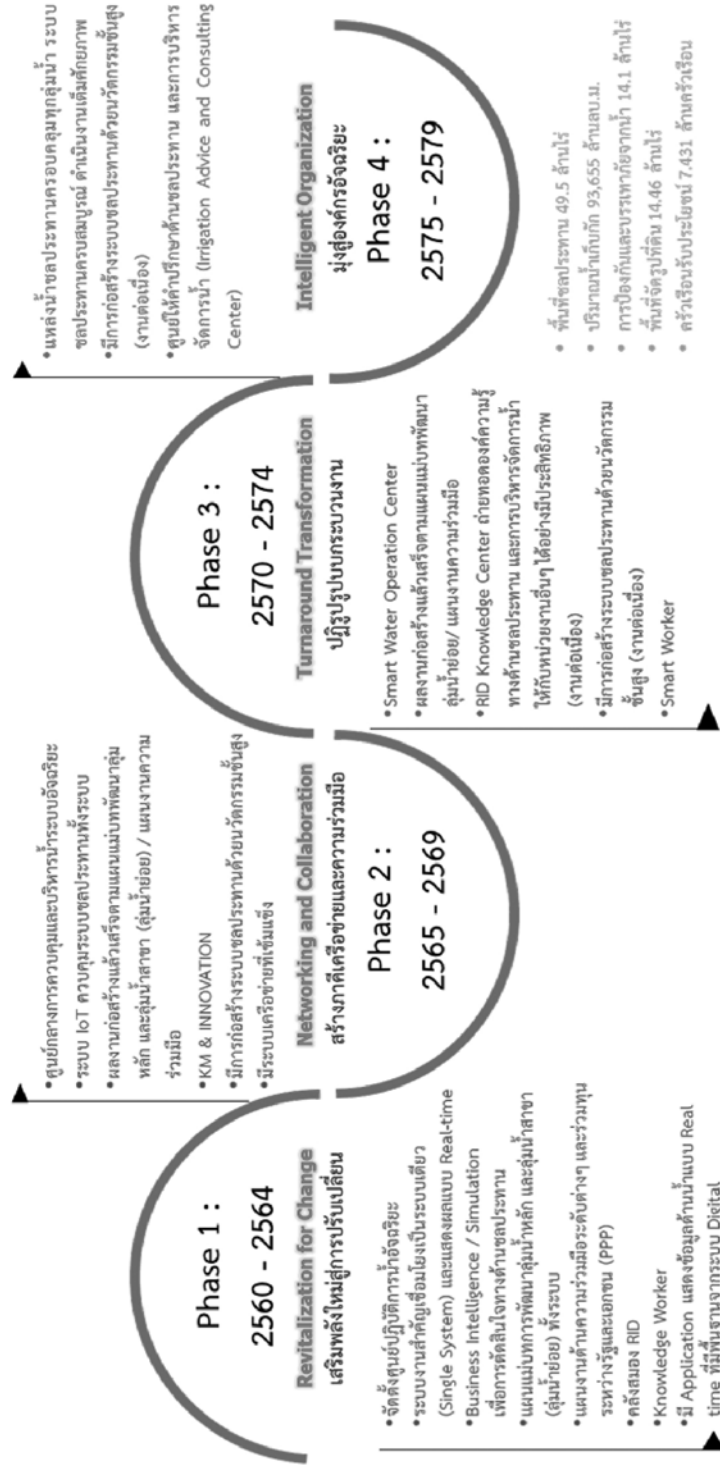 Phase 1 :
2560 - 2564
Revitalization for Change
เสริมพลังใหม่สู่การปรับเปลี่ยน
•จัดตั้งศูนย์ปฏิบัติการน้ำอัจฉริยะ
•ระบบงานสำคัญเชื่อมโยงเป็นระบบเดียว
(Single System) และแสดงผลแบบ Real-time
•Business Intelligence / Simulation
เพื่อการตัดสินใจทางด้านชลประทาน
•แผนแม่บทการพัฒนาลุ่มน้ำหลัก และลุ่มน้ำสาขา
(ลุ่มน้ำย่อย) ทั้งระบบ
•แผนงานด้านความร่วมมือระดับต่างๆ และร่วมทุน
ระหว่างรัฐและเอกชน (PPP)
•คลังสมอง RID
•Knowledge Worker
•มี Application แสดงข้อมูลด้านน้ำแบบ Real
time ที่มีพื้นฐานจากระบบ Digital
•ศูนย์กลางการควบคุมและบริหารน้ำระบบอัจฉริยะ
•ระบบ IoT ควบคุมระบบชลประทานทั้งระบบ
•ผลงานก่อสร้างแล้วเสร็จตามแผนแม่บทพัฒนาลุ่ม
หลัก และลุ่มน้ำสาขา (ลุ่มน้ำย่อย) / แผนงานความ
ร่วมมือ
•KM & INNOVATION
•มีการก่อสร้างระบบชลประทานด้วยนวัตกรรมชั้นสูง
•มีระบบเครือข่ายที่เข้มแข็ง
Networking and Collaboration
สร้างภาคีเครือข่ายและความร่วมมือ
Phase 2 :
2565 - 2569
Phase 3 :
2570 - 2574
Turnaround Transformation
ปฏิรูปรูปแบบกระบวนงาน
•Smart Water Operation Center
•ผลงานก่อสร้างแล้วเสร็จตามแผนแม่บทพัฒนา
ลุ่มน้ำย่อย/ แผนงานความร่วมมือ
•RID Knowledge Center ถ่ายทอดองค์ความรู้
ทางด้านชลประทาน และการบริหารจัดการน้ำ
ให้กับหน่วยงานอื่นๆ ได้อย่างมีประสิทธิภาพ
(งานต่อเนื่อง)
•มีการก่อสร้างระบบชลประทานด้วยนวัตกรรม
ชั้นสูง (งานต่อเนื่อง)
•Smart Worker
•แหล่งน้ำชลประทานครอบคลุมทุกลุ่มน้ำ ระบบ
ชลประทานครบสมบูรณ์ ดำเนินงานเต็มศักยภาพ
•มีการก่อสร้างระบบชลประทานด้วยนวัตกรรมชั้นสูง
(งานต่อเนื่อง)
•ศูนย์ให้คำปรึกษาด้านชลประทาน และการบริหาร
จัดการน้ำ (Irrigation Advice and Consulting
Center)
Intelligent Organization
มุ่งสู่องค์กรอัจฉริยะ
Phase 4 :
2575 - 2579
• พื้นที่ชลประทาน 49.5 ล้านไร่
• ปริมาณน้ำเก็บกัก 93,655 ล้านลบ.ม.
• การป้องกันและบรรเทาภัยจากน้ำ 14.1 ล้านไร่
• พื้นที่จัดรูปที่ดิน 14.46 ล้านไร่
• ครัวเรือนรับประโยชน์ 7.431 ล้านครัวเรือน